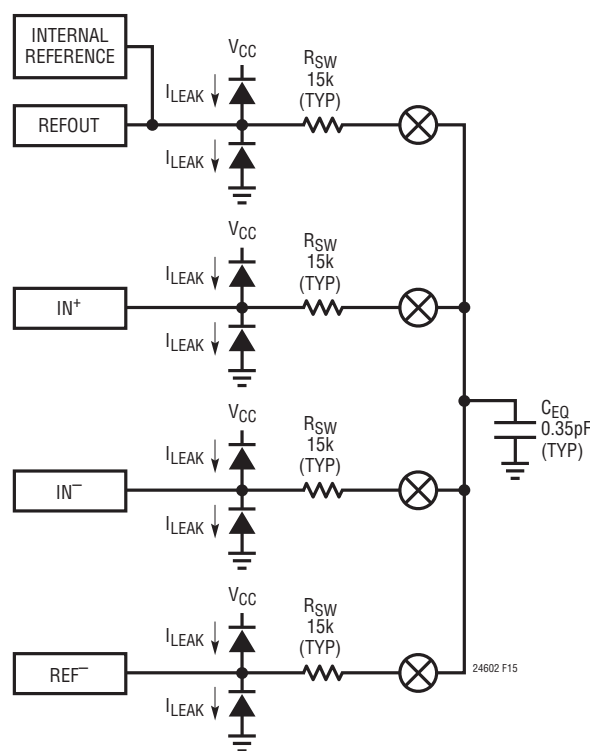 INTERNAL
REFERENCE
REFOUT
VCC
ILEAK
ILEAK
RSW
15k
(TYP)
IN+
VCC
ILEAK
ILEAK
RSW
15k
(TYP)
CEQ
0.35pF
(TYP)
IN–
VCC
ILEAK
ILEAK
RSW
15k
(TYP)
REF–
VCC
ILEAK
ILEAK
RSW
15k
(TYP)
24602 F15